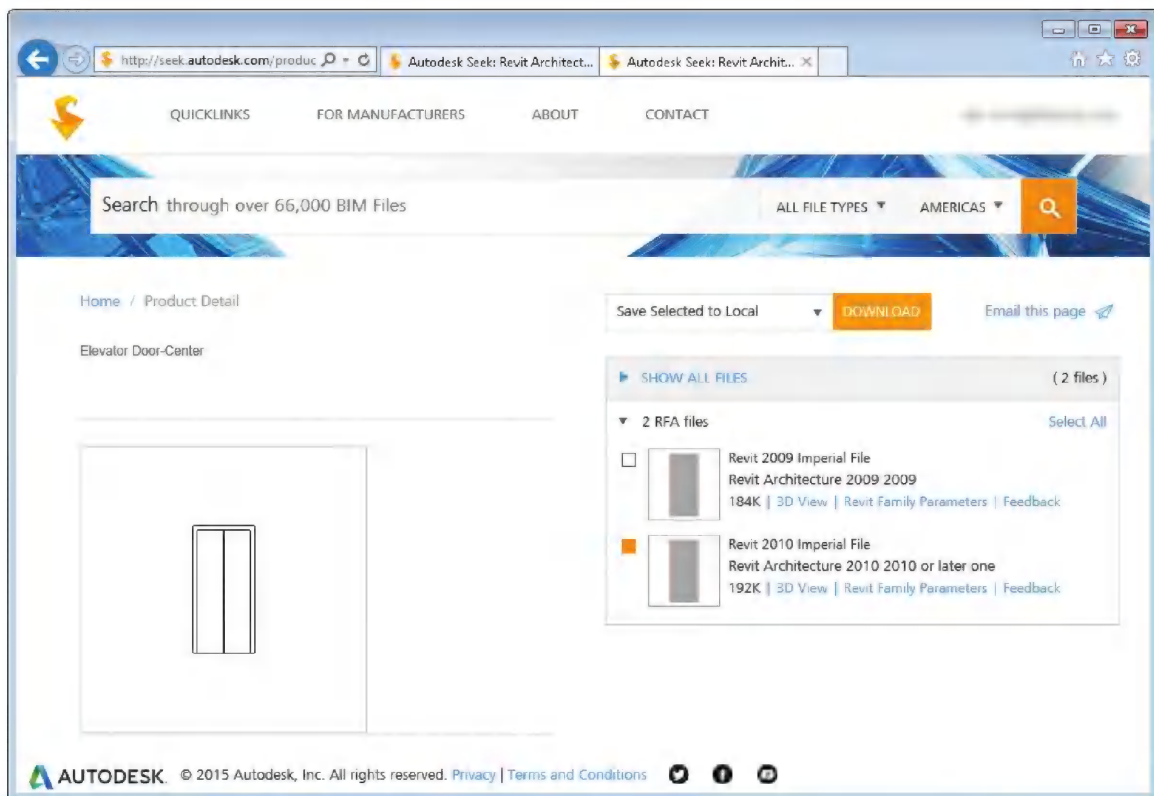 http://seek.autodesk.com/produc
Autodesk Seek: Revit Architect...
Autodesk Seek: Revit Archit...
QUICKLINKS FOR MANUFACTURERS ABOUT CONTACT
Search through over 66,000 BIM Files ALL FILE TYPES AMERICAS
Home / Product Detail
Elevator Door-Center
Save Selected to Local DOWNLOAD Email this page
SHOW ALL FILES ( 2 files )
2 RFA files Select All
Revit 2009 Imperial File
Revit Architecture 2009 2009
184K | 3D View | Revit Family Parameters | Feedback
Revit 2010 Imperial File
Revit Architecture 2010 2010 or later one
192K | 3D View | Revit Family Parameters | Feedback
AUTODESK. © 2015 Autodesk, Inc. All rights reserved. Privacy | Terms and Conditions